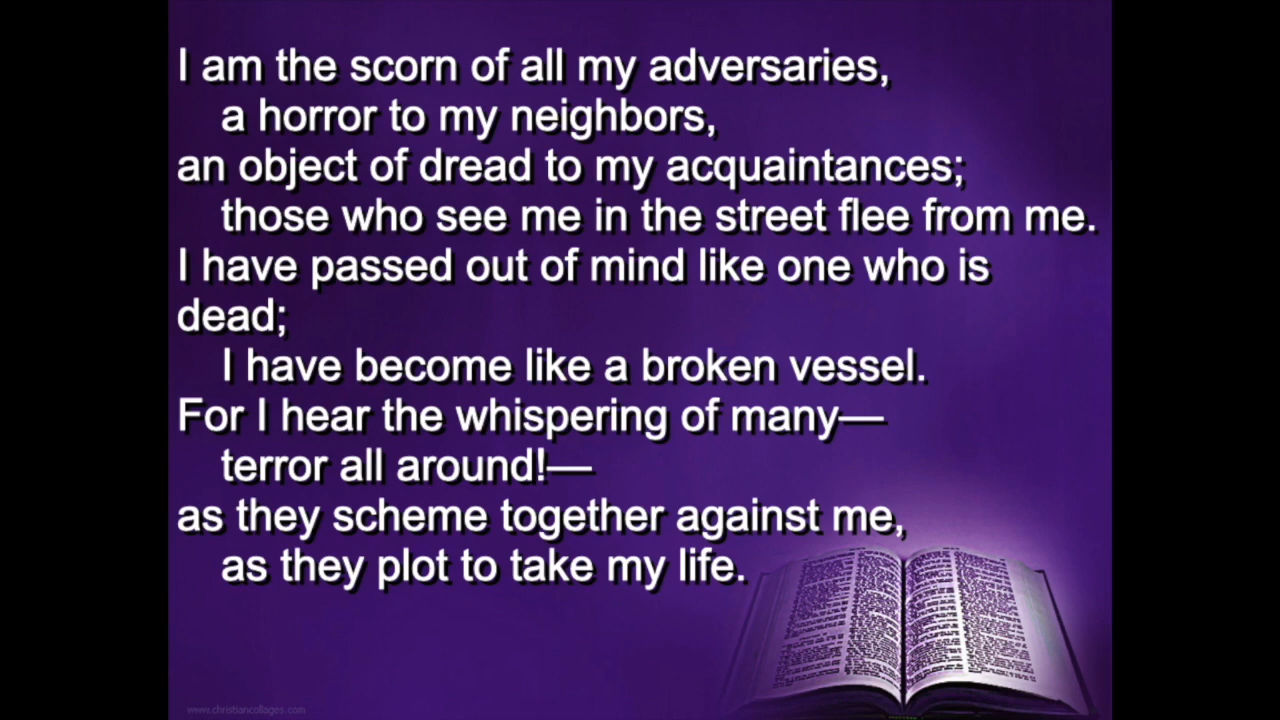 I am the scorn of all my adversaries,
a horror to my neighbors,
an object of dread to my acquaintances;
those who see me in the street flee from me.
I have passed out of mind like one who is
dead;
I have become like a broken vessel.
For I hear the whispering of many—
terror all around!—
as they scheme together against me,
as they plot to take my life.
www.christiancollages.com